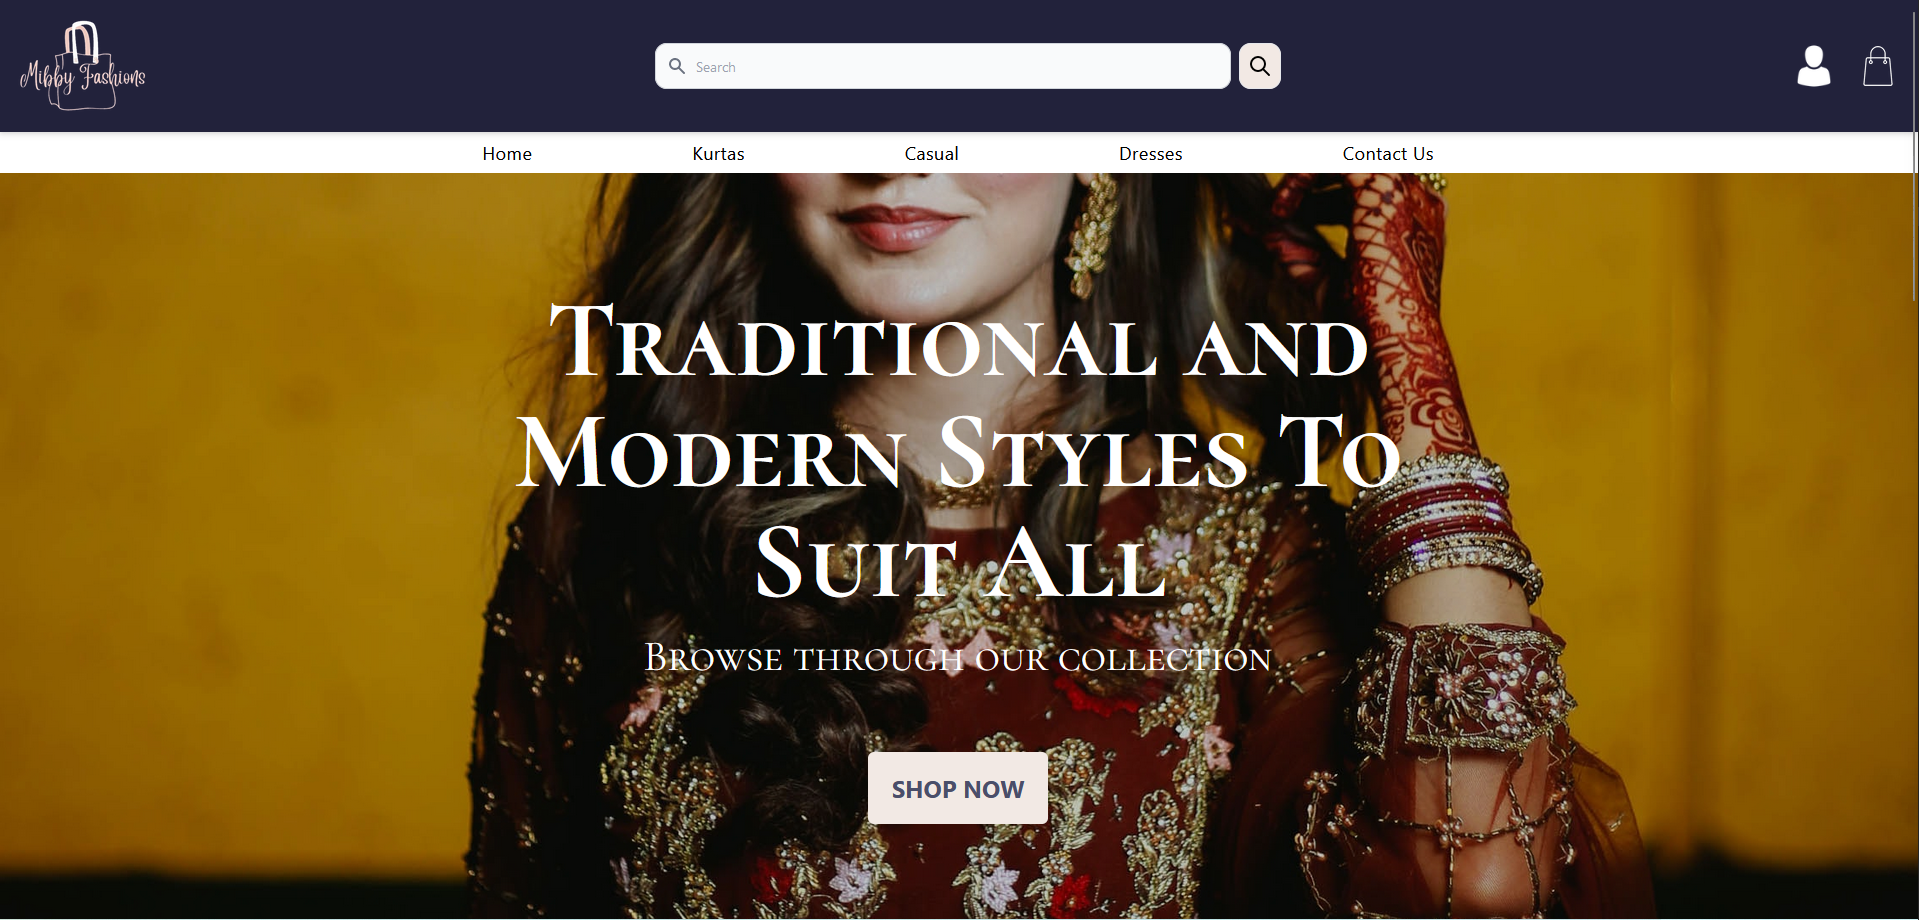 Mibby Fashions
Search
Home Kurtas Casual Dresses Contact Us
Traditional and
Modern Styles To
Suit All
Browse through our collection
SHOP NOW